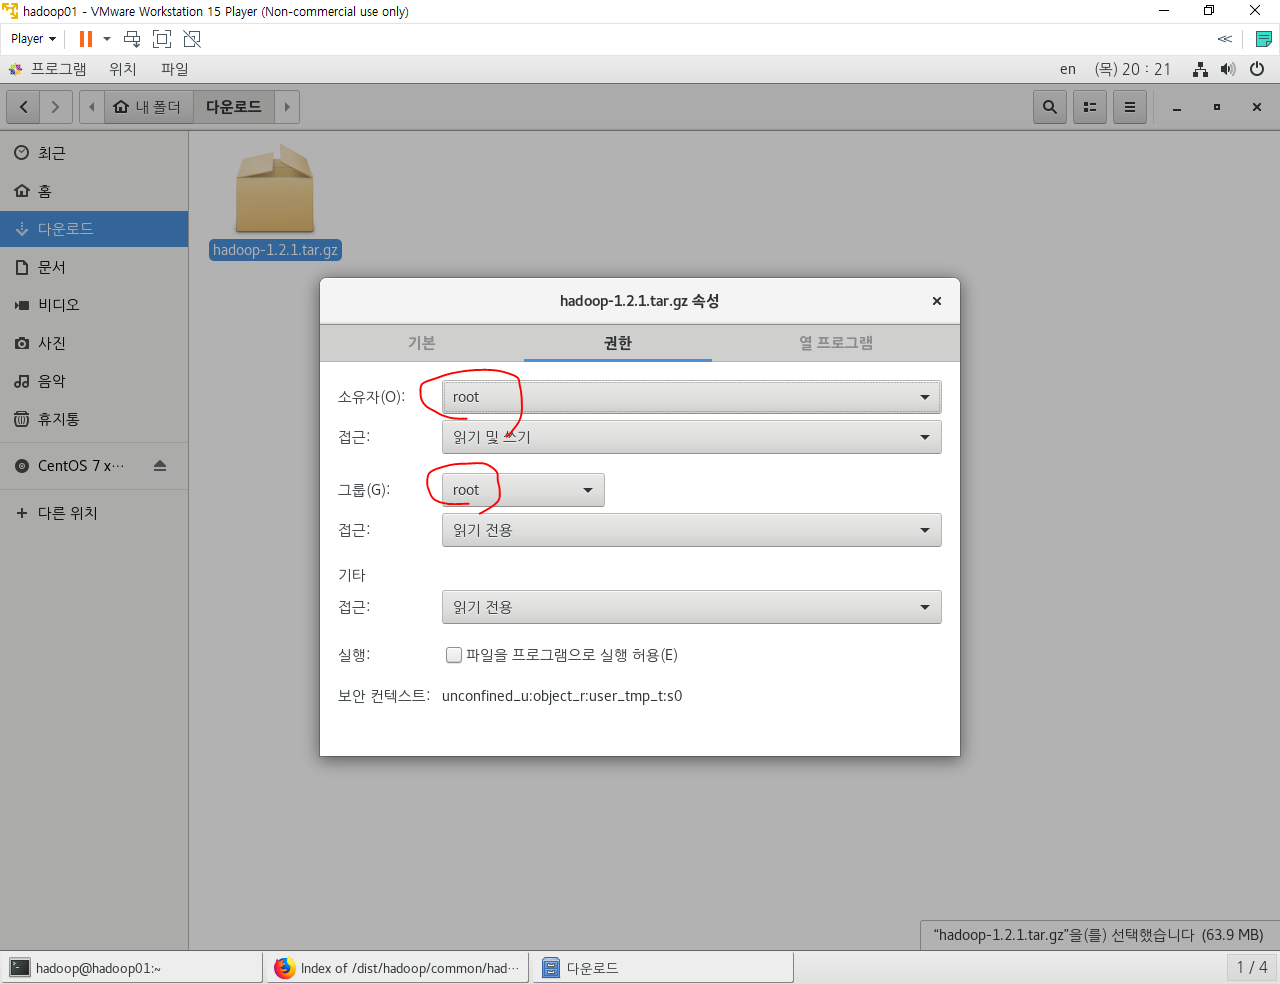 hadoop01 - VMware Workstation 15 Player (Non-commercial use only)
Player
프로그램 위치 파일 en (목) 20 : 21
내 폴더 다운로드
최근
홈
다운로드
문서
비디오
사진
음악
휴지통
CentOS 7 x…
다른 위치
hadoop-1.2.1.tar.gz
hadoop-1.2.1.tar.gz 속성
기본 권한 열 프로그램
소유자(O): root
접근: 읽기 및 쓰기
그룹(G): root
접근: 읽기 전용
기타
접근: 읽기 전용
실행: 파일을 프로그램으로 실행 허용(E)
보안 컨텍스트: unconfined_u:object_r:user_tmp_t:s0
“hadoop-1.2.1.tar.gz”을(를) 선택했습니다 (63.9 MB)
hadoop@hadoop01:~ Index of /dist/hadoop/common/had… 다운로드 1 / 4